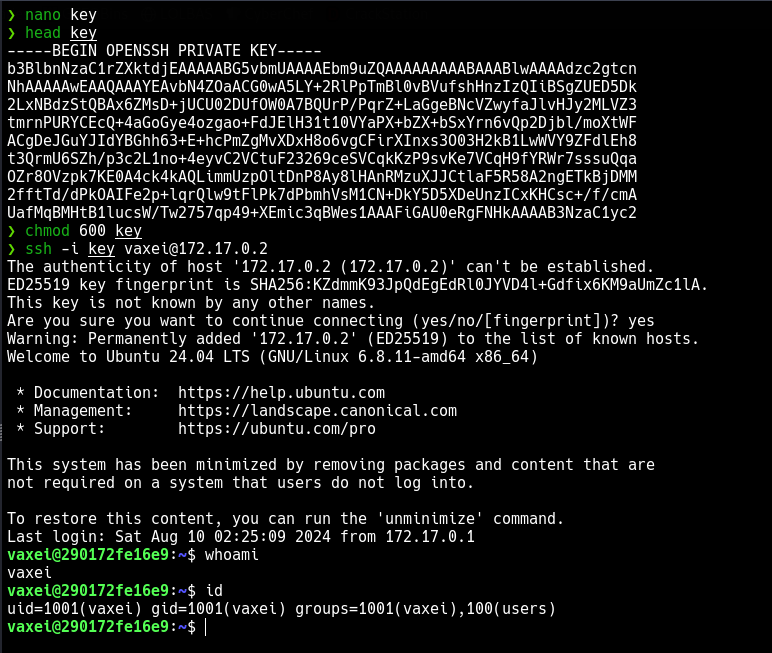 ❯ nano key
❯ head key
-----BEGIN OPENSSH PRIVATE KEY-----
b3BlbnNzaC1rZXktdjEAAAAABG5vbmUAAAAEbm9uZQAAAAAAAAABAAABlwAAAAdzc2gtcn
NhAAAAAwEAAQAAAYEAvbN4ZOaACG0wA5LY+2RlPpTmBl0vBVufshHnzIzQIiBSgZUED5Dk
2LxNBdzStQBAx6ZMsD+jUCU02DUfOW0A7BQUrP/PqrZ+LaGgeBNcVZwyfaJlvHJy2MLVZ3
tmrnPURYCEcQ+4aGoGye4ozgao+FdJElH31t10VYaPX+bZX+bSxYrn6vQp2Djbl/moXtWF
ACgDeJGuYJIdYBGhh63+E+hcPmZgMvXDxH8o6vgCFirXInxs3O03H2kB1LwWVY9ZFdlEh8
t3QrmU6SZh/p3c2L1no+4eyvC2VCtuF23269ceSVCqkKzP9svKe7VCqH9fYRWr7sssuQqa
OZr8OVzpk7KE0A4ck4kAQLimmUzpOltDnP8Ay8lHAnRMzuXJJCtlaF5R58A2ngETkBjDMM
2fftTd/dPkOAIFe2p+lqrQlw9tFlPk7dPbmhVsM1CN+DkY5D5XDeUnzICxKHCsc+/f/cmA
UafMqBMHtB1lucsW/Tw2757qp49+XEmic3qBWes1AAAFiGAU0eRgFNHkAAAAB3NzaC1yc2
❯ chmod 600 key
❯ ssh -i key vaxei@172.17.0.2
The authenticity of host '172.17.0.2 (172.17.0.2)' can't be established.
ED25519 key fingerprint is SHA256:KZdmmK93JpQdEgEdRl0JYVD4l+Gdfix6KM9aUmZc1lA.
This key is not known by any other names.
Are you sure you want to continue connecting (yes/no/[fingerprint])? yes
Warning: Permanently added '172.17.0.2' (ED25519) to the list of known hosts.
Welcome to Ubuntu 24.04 LTS (GNU/Linux 6.8.11-amd64 x86_64)

 * Documentation:  https://help.ubuntu.com
 * Management:     https://landscape.canonical.com
 * Support:        https://ubuntu.com/pro

This system has been minimized by removing packages and content that are
not required on a system that users do not log into.

To restore this content, you can run the 'unminimize' command.
Last login: Sat Aug 10 02:25:09 2024 from 172.17.0.1
vaxei@290172fe16e9:~$ whoami
vaxei
vaxei@290172fe16e9:~$ id
uid=1001(vaxei) gid=1001(vaxei) groups=1001(vaxei),100(users)
vaxei@290172fe16e9:~$